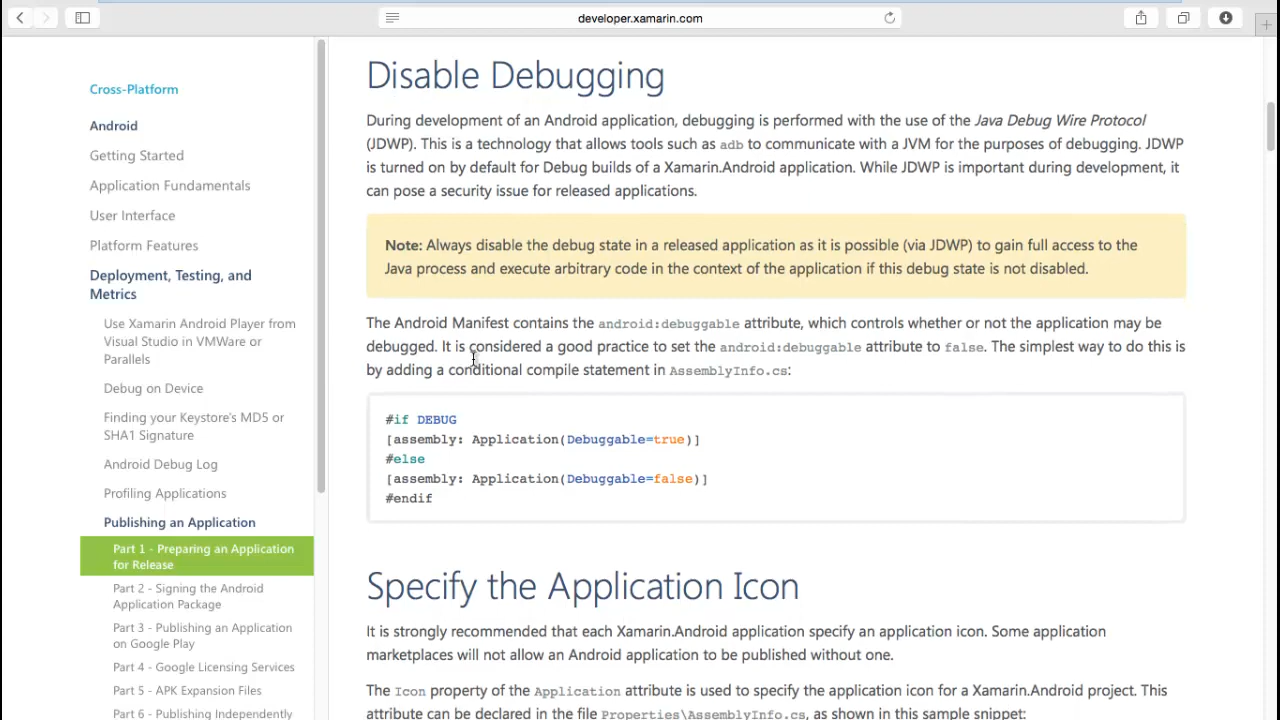 developer.xamarin.com
Cross-Platform
Android
Getting Started
Application Fundamentals
User Interface
Platform Features
Deployment, Testing, and
Metrics
Use Xamarin Android Player from
Visual Studio in VMWare or
Parallels
Debug on Device
Finding your Keystore's MD5 or
SHA1 Signature
Android Debug Log
Profiling Applications
Publishing an Application
Part 1 - Preparing an Application
for Release
Part 2 - Signing the Android
Application Package
Part 3 - Publishing an Application
on Google Play
Part 4 - Google Licensing Services
Part 5 - APK Expansion Files
Part 6 - Publishing Independently
Disable Debugging
During development of an Android application, debugging is performed with the use of the Java Debug Wire Protocol
(JDWP). This is a technology that allows tools such as adb to communicate with a JVM for the purposes of debugging. JDWP
is turned on by default for Debug builds of a Xamarin.Android application. While JDWP is important during development, it
can pose a security issue for released applications.
Note: Always disable the debug state in a released application as it is possible (via JDWP) to gain full access to the
Java process and execute arbitrary code in the context of the application if this debug state is not disabled.
The Android Manifest contains the android:debuggable attribute, which controls whether or not the application may be
debugged. It is considered a good practice to set the android:debuggable attribute to false. The simplest way to do this is
by adding a conditional compile statement in AssemblyInfo.cs:
#if DEBUG
[assembly: Application(Debuggable=true)]
#else
[assembly: Application(Debuggable=false)]
#endif
Specify the Application Icon
It is strongly recommended that each Xamarin.Android application specify an application icon. Some application
marketplaces will not allow an Android application to be published without one.
The Icon property of the Application attribute is used to specify the application icon for a Xamarin.Android project. This
attribute can be declared in the file Properties\AssemblyInfo.cs, as shown in this sample snippet: